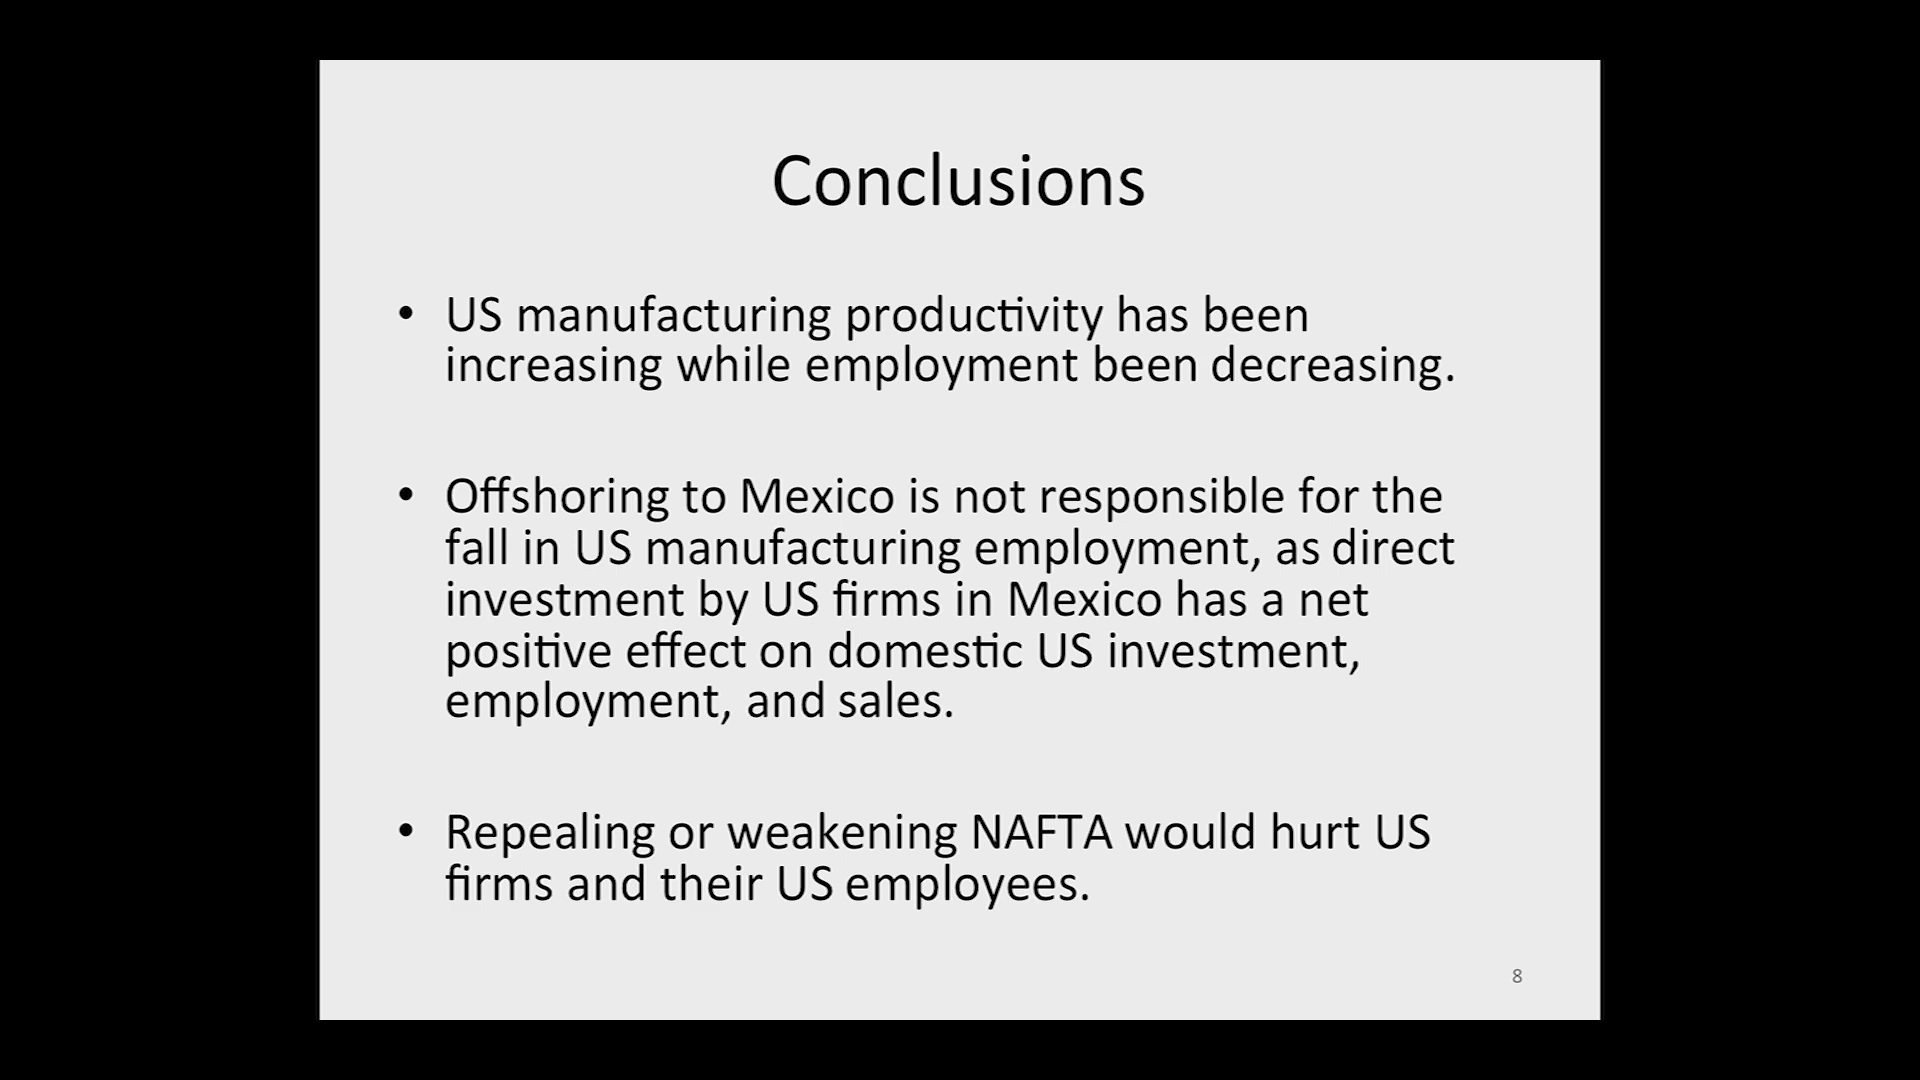 Conclusions
• US manufacturing productivity has been
increasing while employment been decreasing.
• Offshoring to Mexico is not responsible for the
fall in US manufacturing employment, as direct
investment by US firms in Mexico has a net
positive effect on domestic US investment,
employment, and sales.
• Repealing or weakening NAFTA would hurt US
firms and their US employees.
8